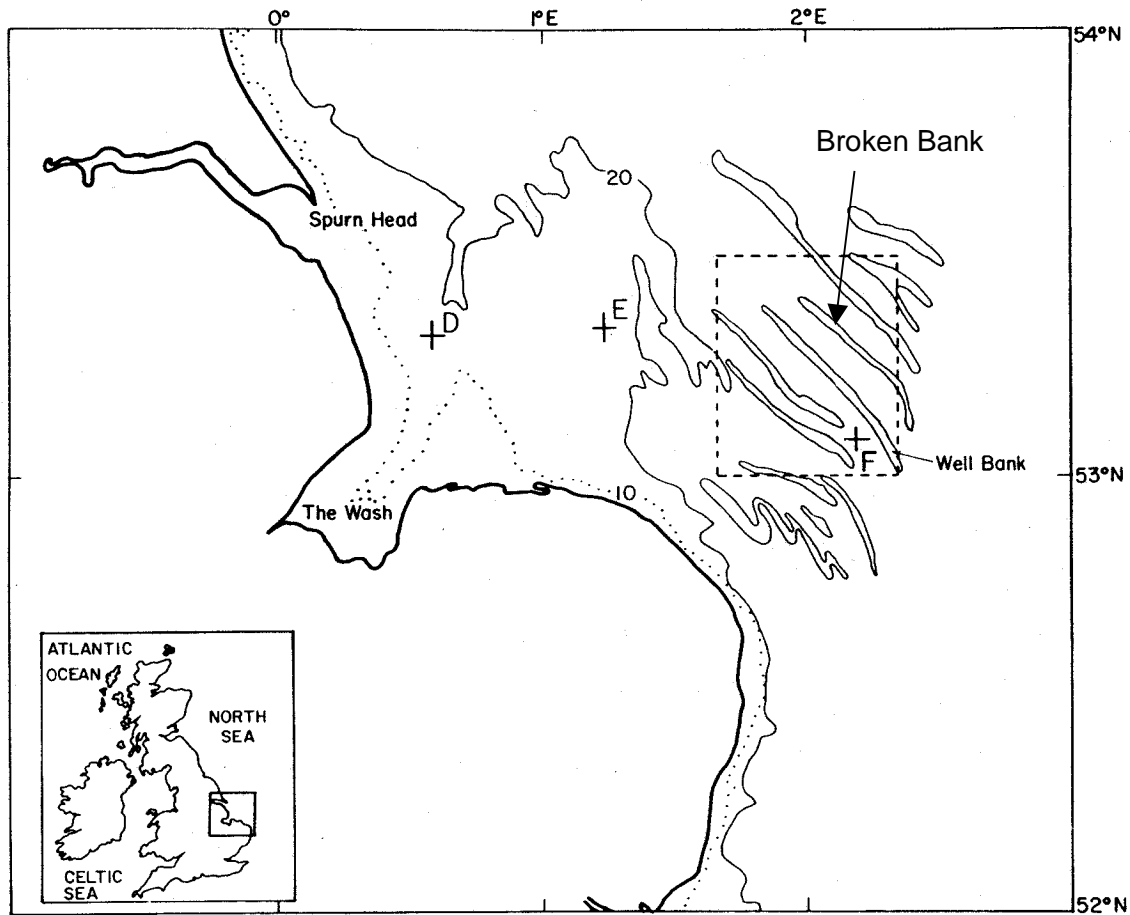 0°
1°E
2°E
54°N
Broken Bank
20
Spurn Head
D
E
F
Well Bank
53°N
10
The Wash
ATLANTIC
OCEAN
NORTH
SEA
CELTIC
SEA
52°N